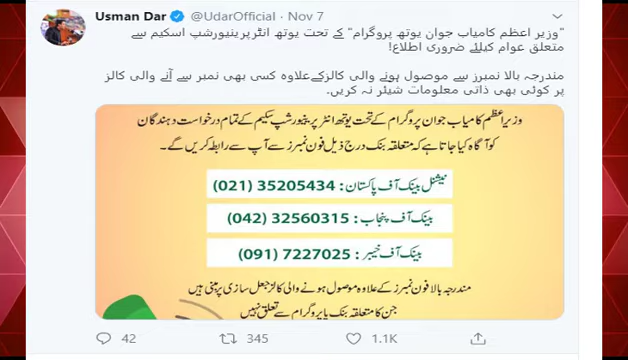 Usman Dar @UdarOfficial · Nov 7
"وزیر اعظم کامیاب جوان یوتھ پروگرام" کے تحت یوتھ انٹرپرینیورشپ اسکیم سے
متعلق عوام کیلئے ضروری اطلاع!
مندرجہ بالا نمبرز سے موصول ہونے والی کالزکےعلاوہ کسی بھی نمبر سے آنے والی کالز
پر کوئی بھی ذاتی معلومات شیئر نہ کریں.
وزیراعظم کامیاب جوان پروگرام کے تحت یوتھ انٹرپرینیورشپ سکیم کے تمام درخواست دہندگان
کو آگاہ کیا جاتا ہے کہ متعلقہ بنک درج ذیل فون نمبرز سے آپ سے رابطہ کریں گے۔
نیشنل بینک آف پاکستان : 35205434 (021)
بینک آف پنجاب : 32560315 (042)
بینک آف خیبر : 7227025 (091)
مندرجہ بالا فون نمبرز کے علاوہ موصول ہونے والی کالز جعل سازی پر مبنی ہیں
جن کا متعلقہ بنک یا پروگرام سے تعلق نہیں
42 345 1.1K